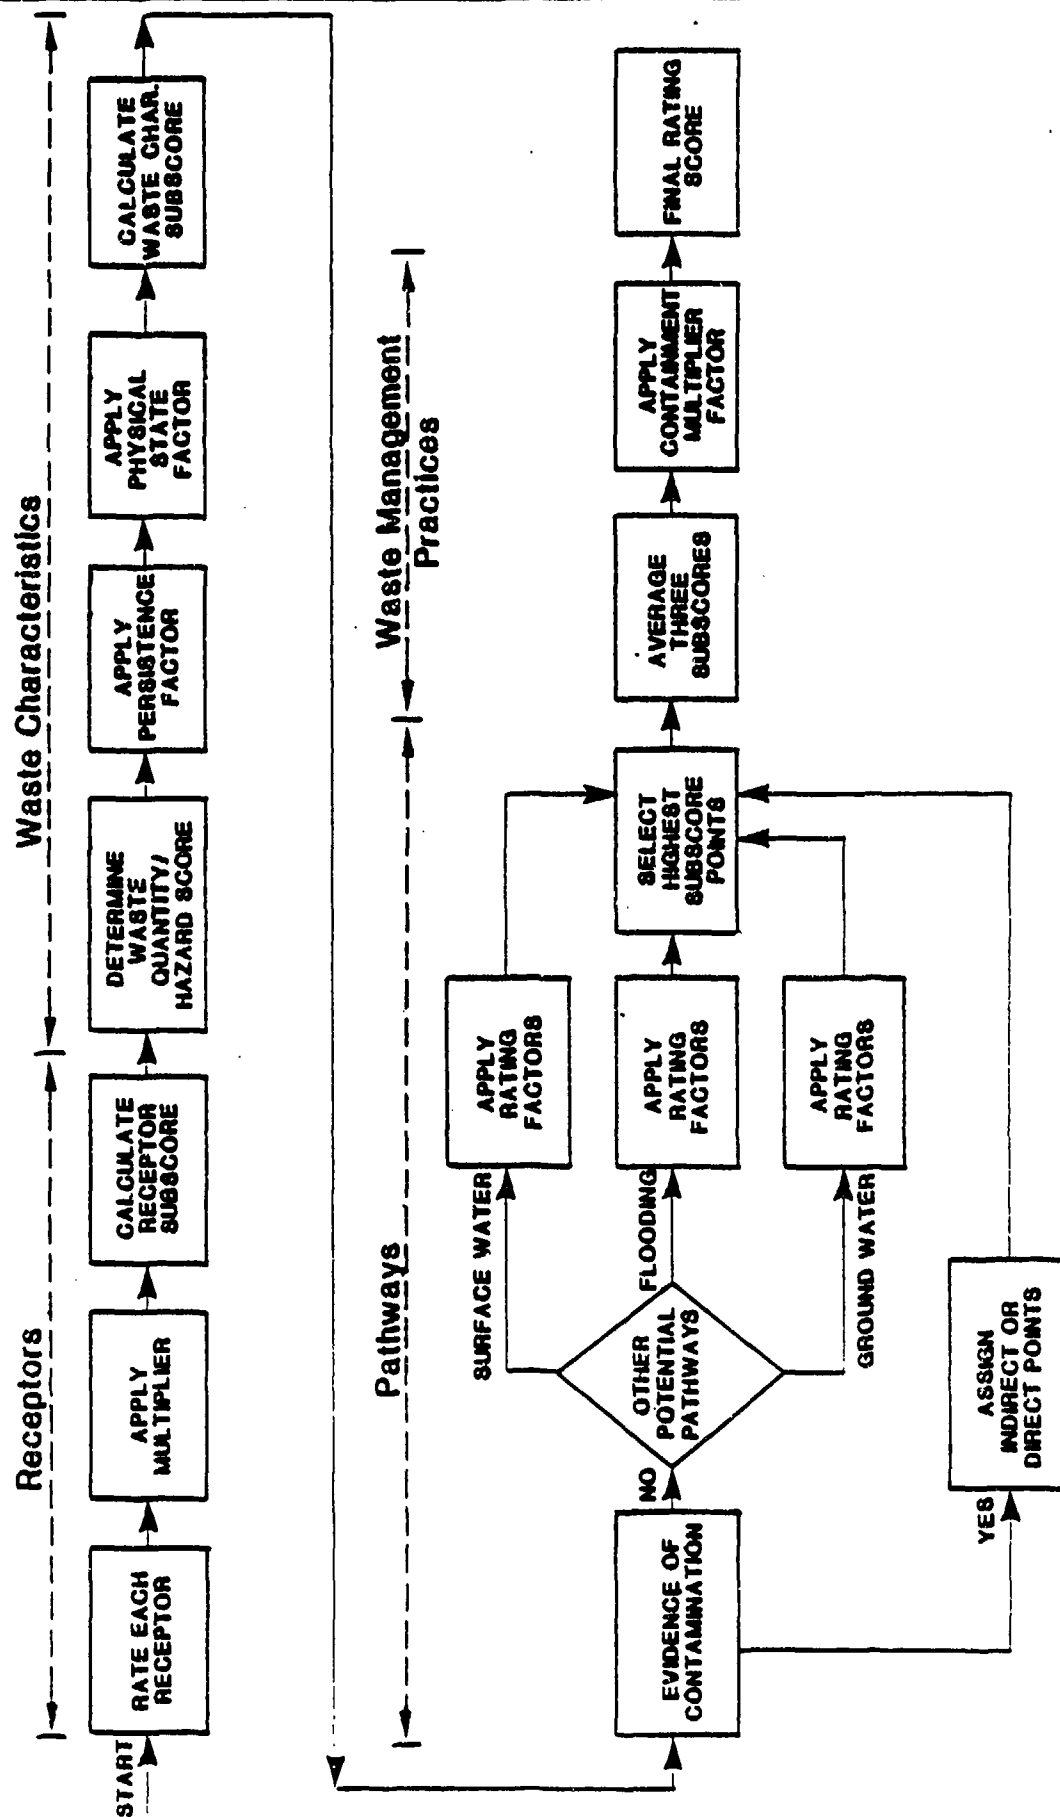 Receptors
Waste Characteristics
START
RATE EACH
RECEPTOR
APPLY
MULTIPLIER
CALCULATE
RECEPTOR
SUBSCORE
DETERMINE
WASTE
QUANTITY/
HAZARD SCORE
APPLY
PERSISTENCE
FACTOR
APPLY
PHYSICAL
STATE
FACTOR
CALCULATE
WASTE CHAR.
SUBSCORE
Pathways
Waste Management
Practices
EVIDENCE OF
CONTAMINATION
NO
YES
OTHER
POTENTIAL
PATHWAYS
SURFACE WATER
FLOODING
GROUND WATER
APPLY
RATING
FACTORS
APPLY
RATING
FACTORS
APPLY
RATING
FACTORS
ASSIGN
INDIRECT OR
DIRECT POINTS
SELECT
HIGHEST
SUBSCORE
POINTS
AVERAGE
THREE
SUBSCORES
APPLY
CONTAINMENT
MULTIPLIER
FACTOR
FINAL RATING
SCORE